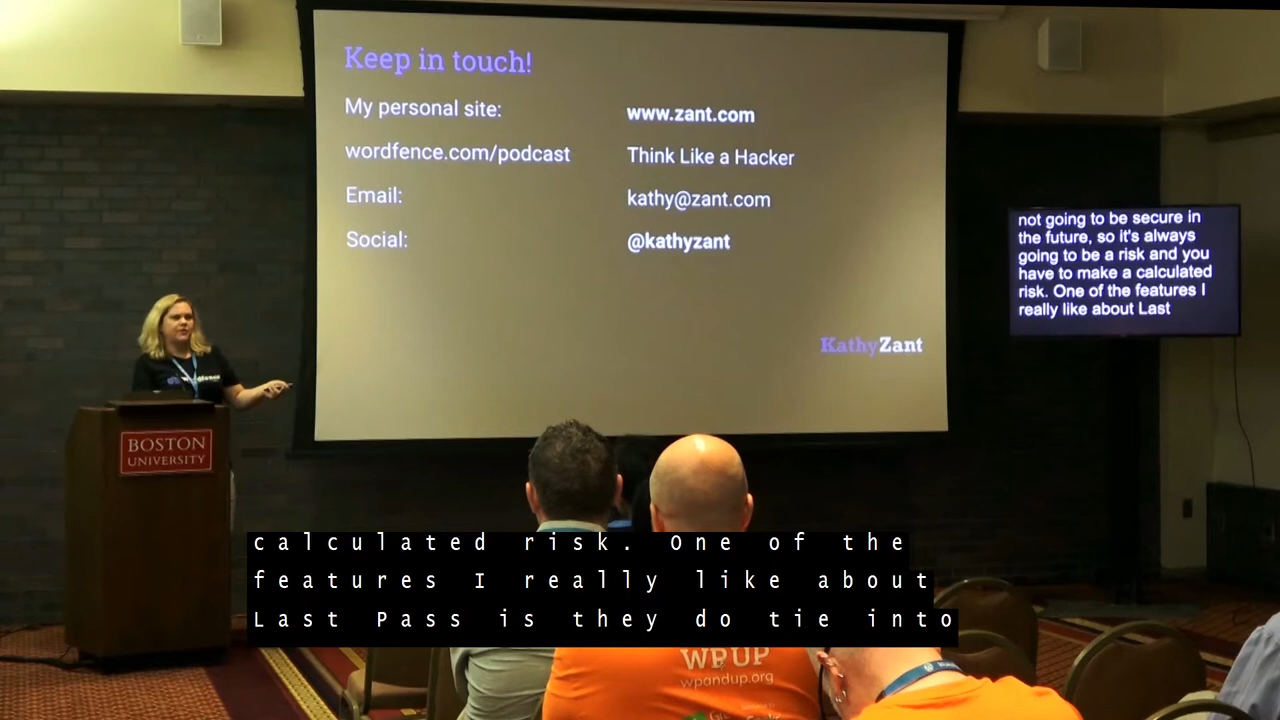 Keep in touch!
My personal site: www.zant.com
wordfence.com/podcast Think Like a Hacker
Email: kathy@zant.com
Social: @kathyzant
KathyZant
not going to be secure in
the future, so it's always
going to be a risk and you
have to make a calculated
risk. One of the features I
really like about Last
wordfence
BOSTON
UNIVERSITY
calculated risk. One of the
features I really like about
Last Pass is they do tie into
WP UP
wpandup.org